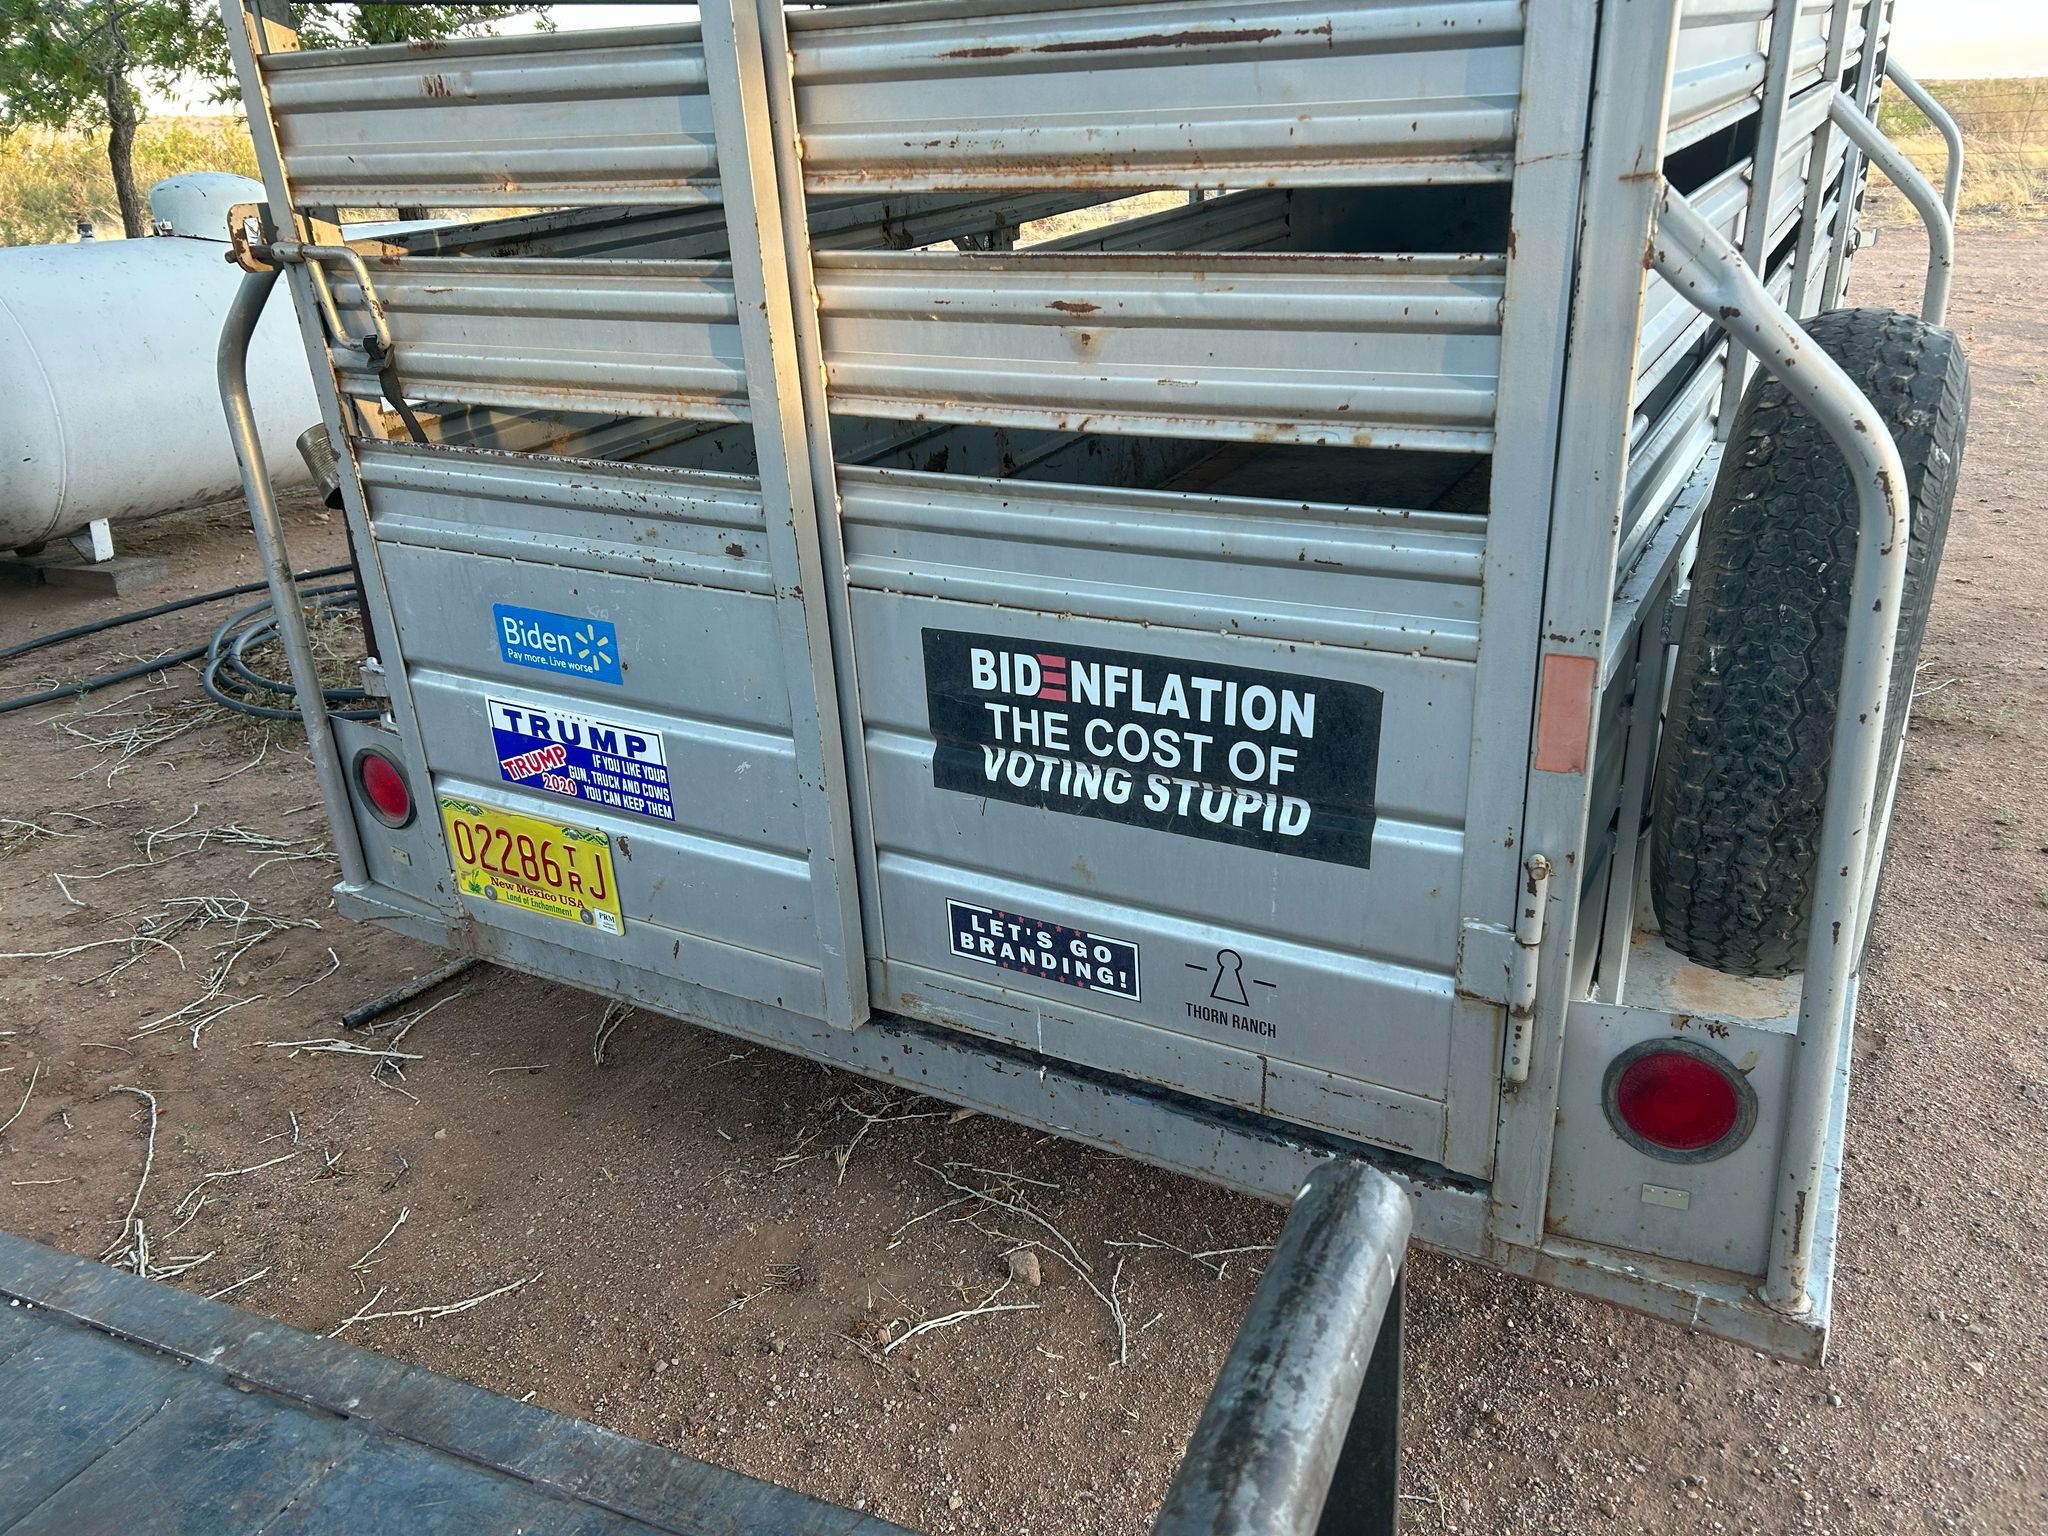 Biden
Pay more. Live worse
TRUMP
TRUMP
2020
IF YOU LIKE YOUR
GUN, TRUCK AND COWS
YOU CAN KEEP THEM
02286 TR J
New Mexico USA
Land of Enchantment
PRM
BIDENFLATION
THE COST OF
VOTING STUPID
LET'S GO
BRANDING!
THORN RANCH